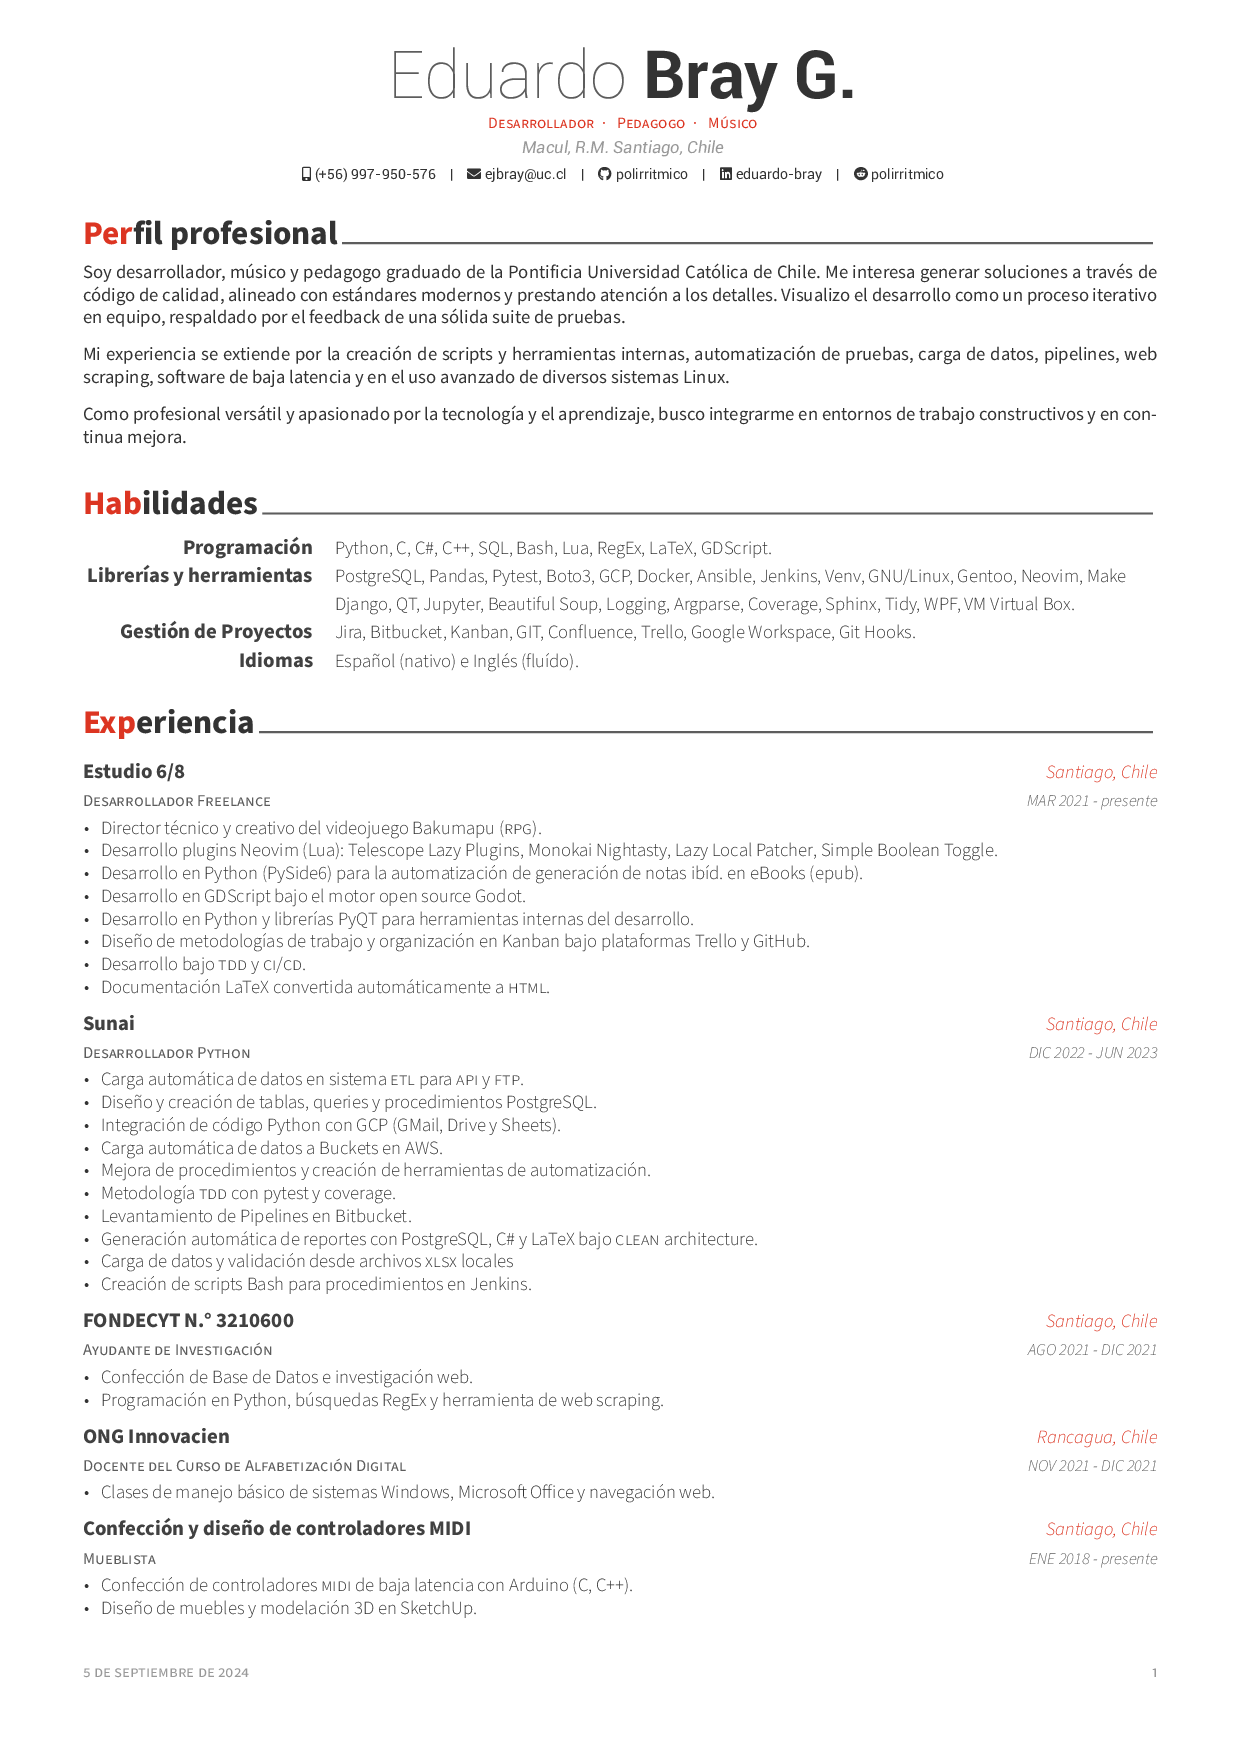 Eduardo Bray G.
Desarrollador · Pedagogo · Músico
Macul, R.M. Santiago, Chile
(+56) 997-950-576 | ejbray@uc.cl | polirritmico | eduardo-bray | polirritmico
Perfil profesional
Soy desarrollador, músico y pedagogo graduado de la Pontificia Universidad Católica de Chile. Me interesa generar soluciones a través de
código de calidad, alineado con estándares modernos y prestando atención a los detalles. Visualizo el desarrollo como un proceso iterativo
en equipo, respaldado por el feedback de una sólida suite de pruebas.
Mi experiencia se extiende por la creación de scripts y herramientas internas, automatización de pruebas, carga de datos, pipelines, web
scraping, software de baja latencia y en el uso avanzado de diversos sistemas Linux.
Como profesional versátil y apasionado por la tecnología y el aprendizaje, busco integrarme en entornos de trabajo constructivos y en con-
tinua mejora.
Habilidades
Programación Python, C, C#, C++, SQL, Bash, Lua, RegEx, LaTeX, GDScript.
Librerías y herramientas PostgreSQL, Pandas, Pytest, Boto3, GCP, Docker, Ansible, Jenkins, Venv, GNU/Linux, Gentoo, Neovim, Make
Django, QT, Jupyter, Beautiful Soup, Logging, Argparse, Coverage, Sphinx, Tidy, WPF, VM Virtual Box.
Gestión de Proyectos Jira, Bitbucket, Kanban, GIT, Confluence, Trello, Google Workspace, Git Hooks.
Idiomas Español (nativo) e Inglés (fluído).
Experiencia
Estudio 6/8 Santiago, Chile
Desarrollador Freelance MAR 2021 - presente
• Director técnico y creativo del videojuego Bakumapu (RPG).
• Desarrollo plugins Neovim (Lua): Telescope Lazy Plugins, Monokai Nightasty, Lazy Local Patcher, Simple Boolean Toggle.
• Desarrollo en Python (PySide6) para la automatización de generación de notas ibíd. en eBooks (epub).
• Desarrollo en GDScript bajo el motor open source Godot.
• Desarrollo en Python y librerías PyQT para herramientas internas del desarrollo.
• Diseño de metodologías de trabajo y organización en Kanban bajo plataformas Trello y GitHub.
• Desarrollo bajo TDD y CI/CD.
• Documentación LaTeX convertida automáticamente a HTML.
Sunai Santiago, Chile
Desarrollador Python DIC 2022 - JUN 2023
• Carga automática de datos en sistema ETL para API y FTP.
• Diseño y creación de tablas, queries y procedimientos PostgreSQL.
• Integración de código Python con GCP (GMail, Drive y Sheets).
• Carga automática de datos a Buckets en AWS.
• Mejora de procedimientos y creación de herramientas de automatización.
• Metodología TDD con pytest y coverage.
• Levantamiento de Pipelines en Bitbucket.
• Generación automática de reportes con PostgreSQL, C# y LaTeX bajo CLEAN architecture.
• Carga de datos y validación desde archivos XLSX locales
• Creación de scripts Bash para procedimientos en Jenkins.
FONDECYT N.° 3210600 Santiago, Chile
Ayudante de Investigación AGO 2021 - DIC 2021
• Confección de Base de Datos e investigación web.
• Programación en Python, búsquedas RegEx y herramienta de web scraping.
ONG Innovacien Rancagua, Chile
Docente del Curso de Alfabetización Digital NOV 2021 - DIC 2021
• Clases de manejo básico de sistemas Windows, Microsoft Office y navegación web.
Confección y diseño de controladores MIDI Santiago, Chile
Mueblista ENE 2018 - presente
• Confección de controladores MIDI de baja latencia con Arduino (C, C++).
• Diseño de muebles y modelación 3D en SketchUp.
5 DE SEPTIEMBRE DE 2024 1